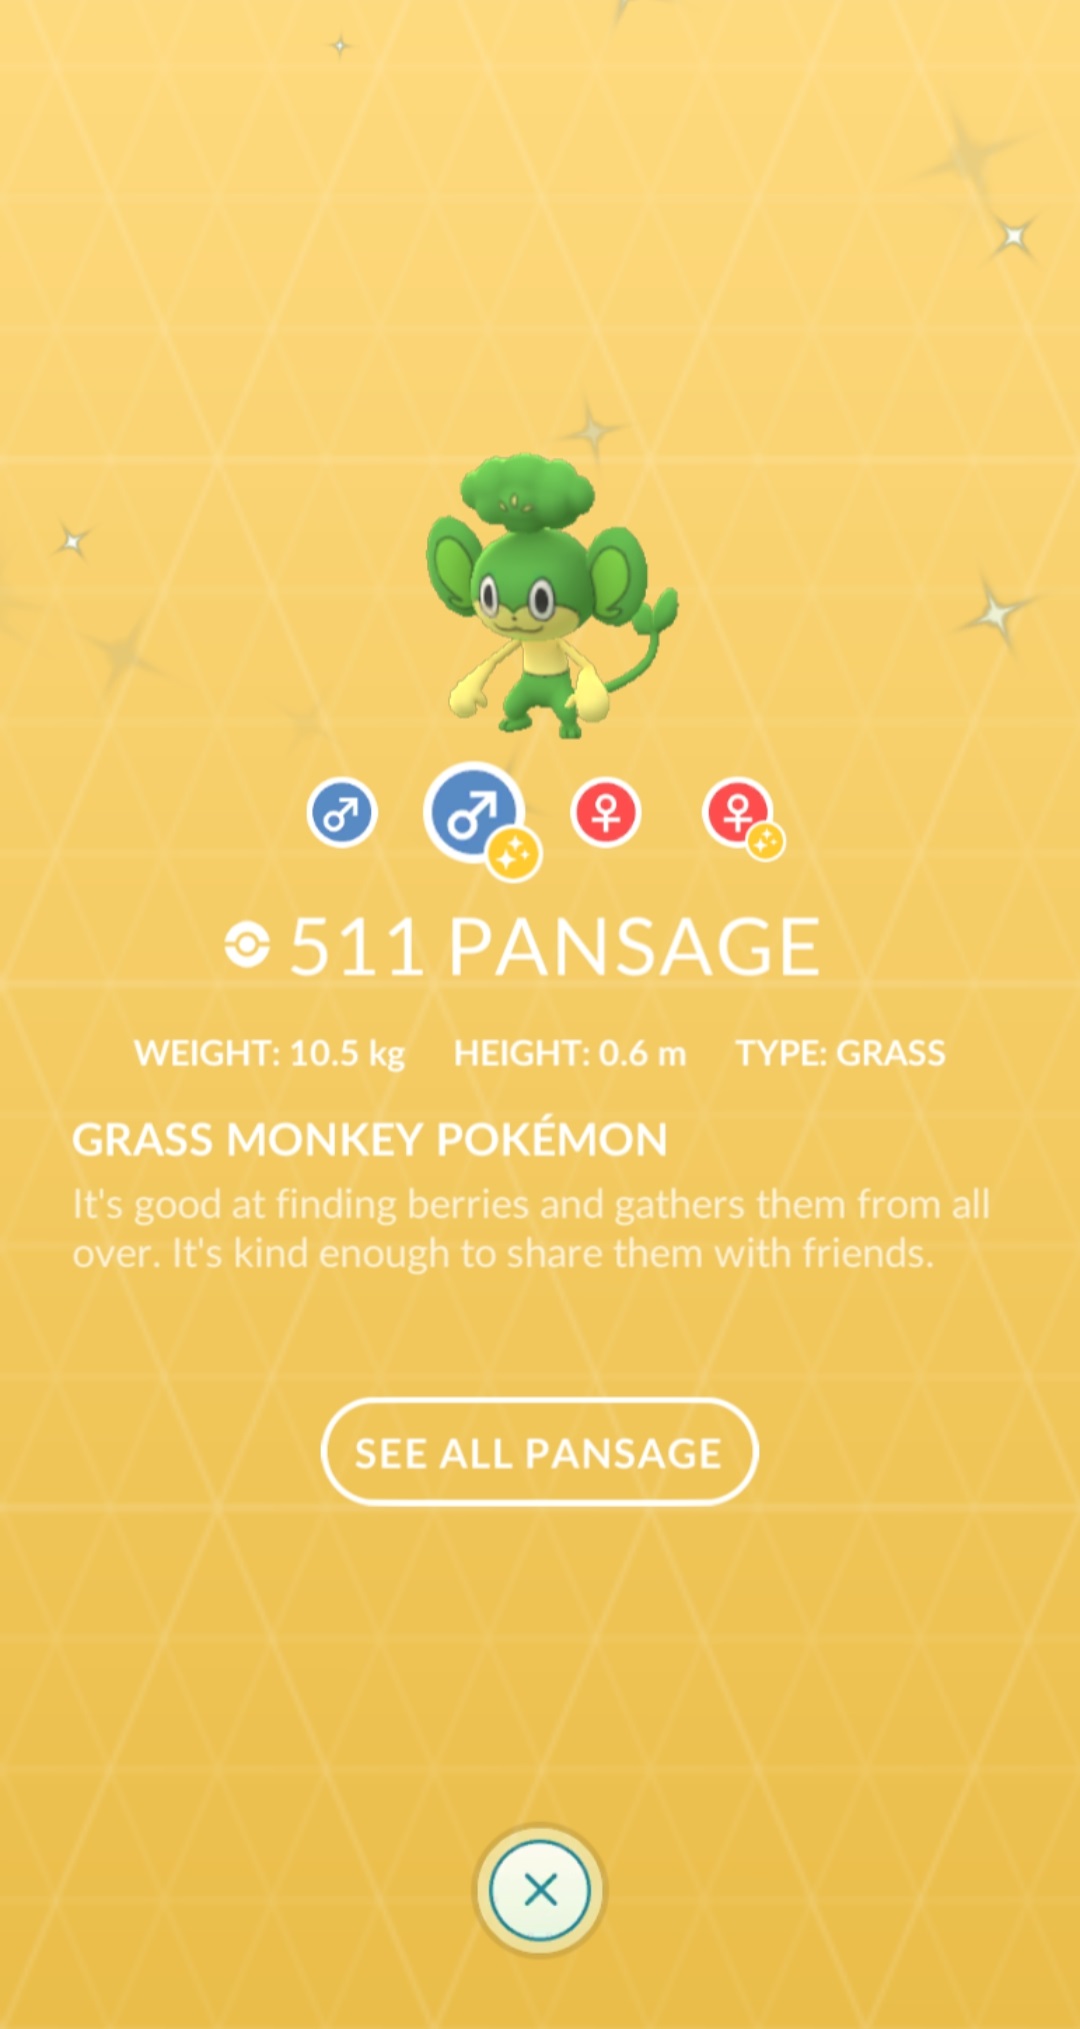 511 PANSAGE
WEIGHT: 10.5 kg HEIGHT: 0.6 m TYPE: GRASS
GRASS MONKEY POKÉMON
It's good at finding berries and gathers them from all
over. It's kind enough to share them with friends.
SEE ALL PANSAGE